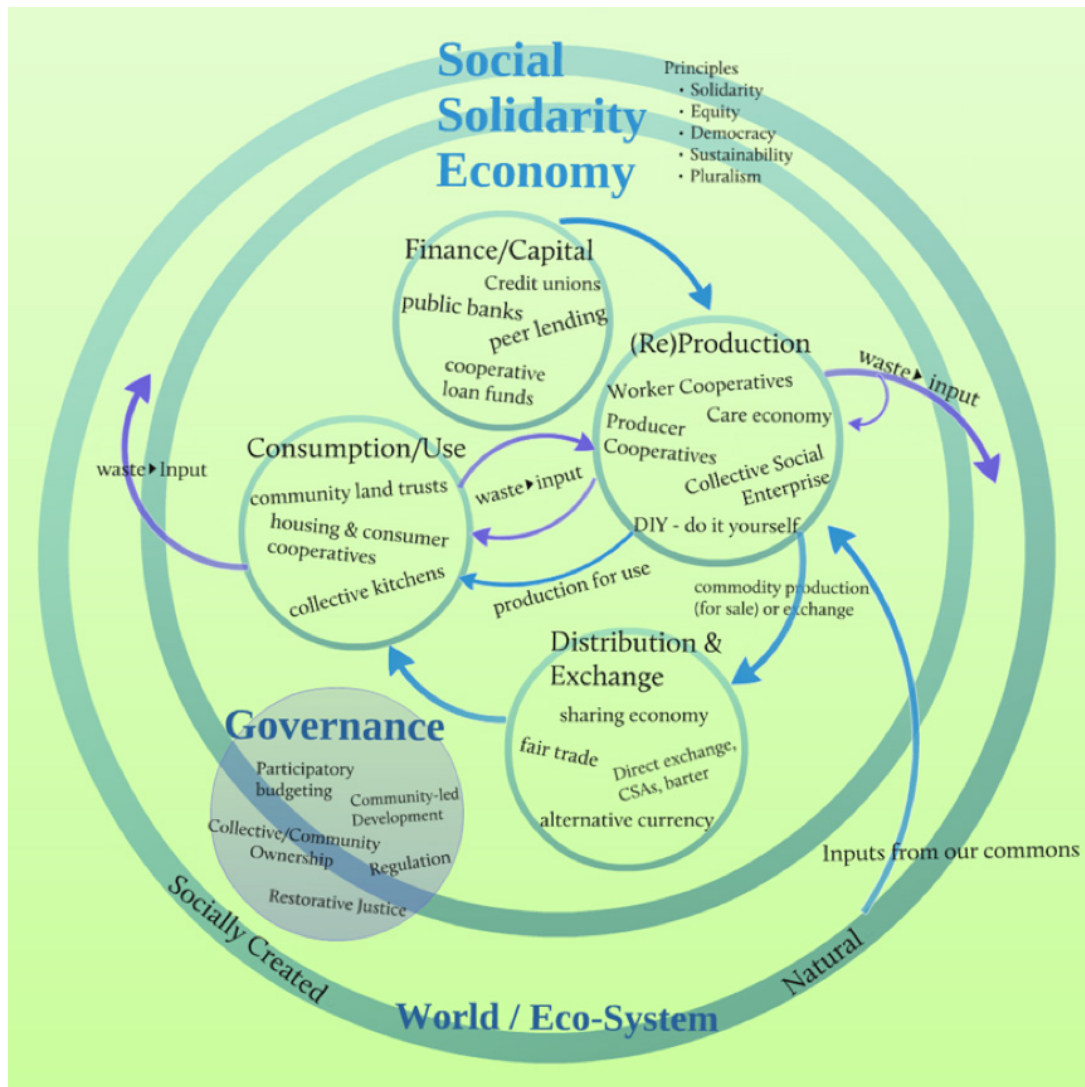 Social
Solidarity
Economy
Principles
• Solidarity
• Equity
• Democracy
• Sustainability
• Pluralism
Finance/Capital
Credit unions
public banks
peer lending
cooperative
loan funds
(Re)Production
Worker Cooperatives
Care economy
Producer
Cooperatives
Collective Social
Enterprise
DIY - do it yourself
waste▸ input
Consumption/Use
community land trusts
housing & consumer
cooperatives
collective kitchens
waste▸Input
waste▸input
production for use
commodity production
(for sale) or exchange
Distribution &
Exchange
sharing economy
fair trade
Direct exchange,
CSAs, barter
alternative currency
Governance
Participatory
budgeting
Community-led
Development
Collective/Community
Ownership
Regulation
Restorative Justice
Inputs from our commons
Socially Created
Natural
World / Eco-System